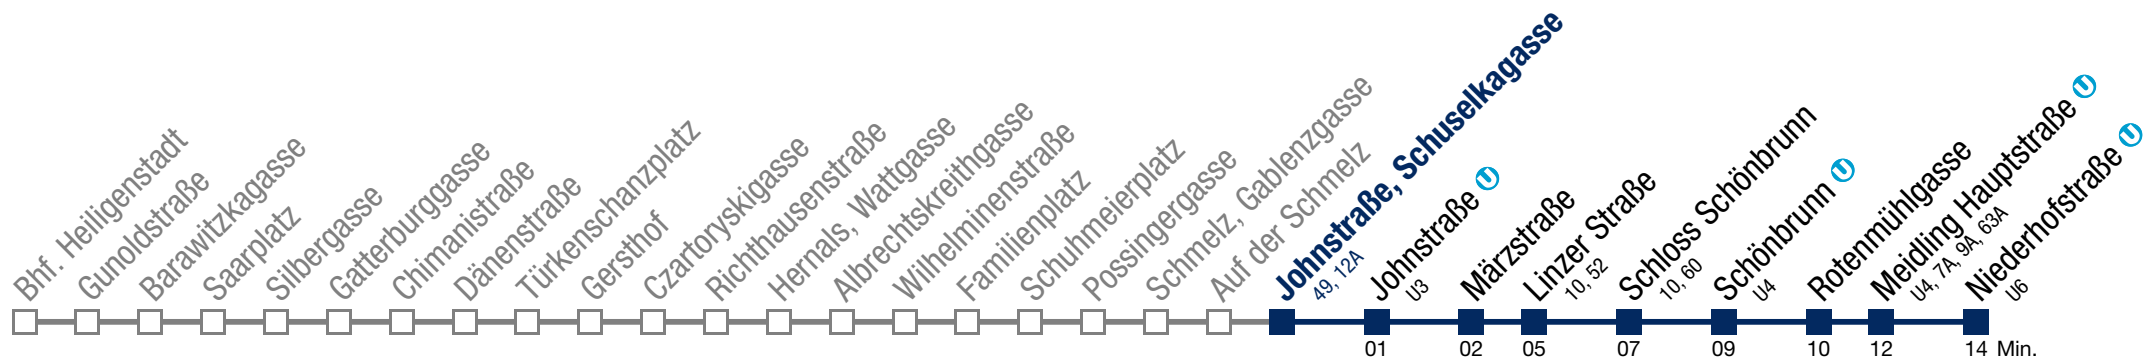 Bhf. Heiligenstadt
Gunoldstraße
Barawitzkagasse
Saarplatz
Silbergasse
Gatterburggasse
Chimanistraße
Dänenstraße
Türkenschanzplatz
Gersthof
Czartoryskigasse
Richthausenstraße
Hernals, Wattgasse
Albrechtskreithgasse
Wilhelminenstraße
Familienplatz
Schuhmeierplatz
Possingergasse
Schmelz, Gablenzgasse
Auf der Schmelz
Johnstraße, Schuselkagasse
49, 12A
Johnstraße U
U3
Märzstraße
Linzer Straße
10, 52
Schloss Schönbrunn
10, 60
Schönbrunn U
U4
Rotenmühlgasse
Meidling Hauptstraße U
U4, 7A, 9A, 63A
Niederhofstraße U
U6
01 02 05 07 09 10 12 14 Min.